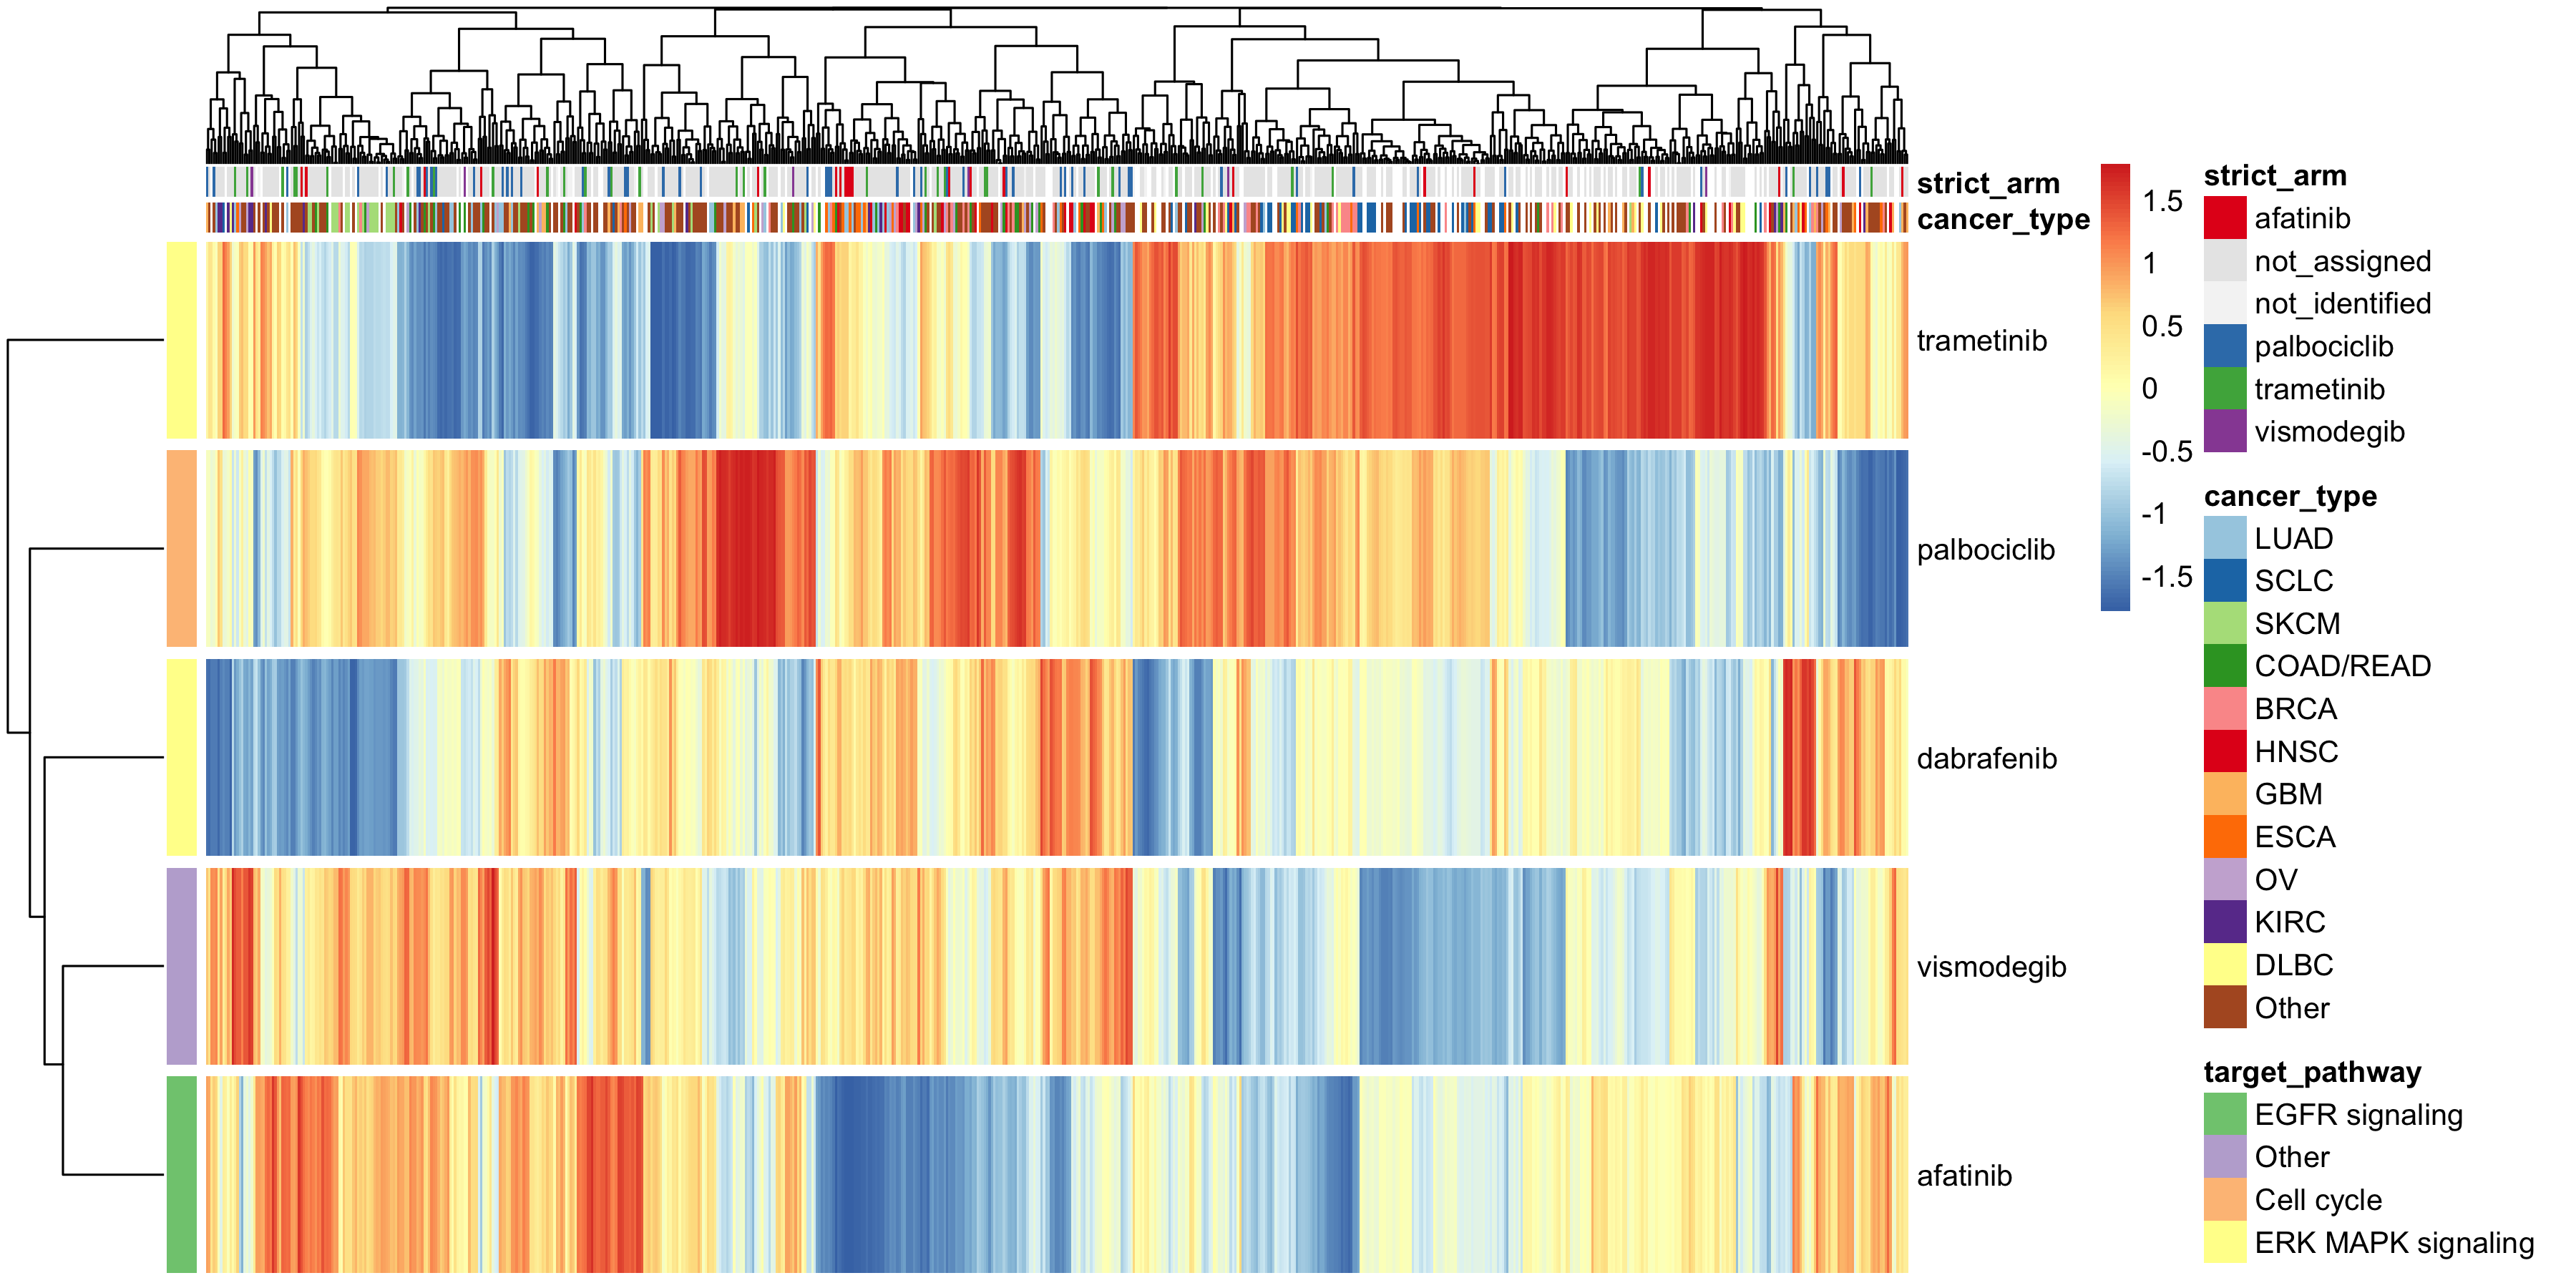 strict_arm
cancer_type
trametinib
palbociclib
dabrafenib
vismodegib
afatinib
1.5
1
0.5
0
-0.5
-1
-1.5
strict_arm
afatinib
not_assigned
not_identified
palbociclib
trametinib
vismodegib
cancer_type
LUAD
SCLC
SKCM
COAD/READ
BRCA
HNSC
GBM
ESCA
OV
KIRC
DLBC
Other
target_pathway
EGFR signaling
Other
Cell cycle
ERK MAPK signaling